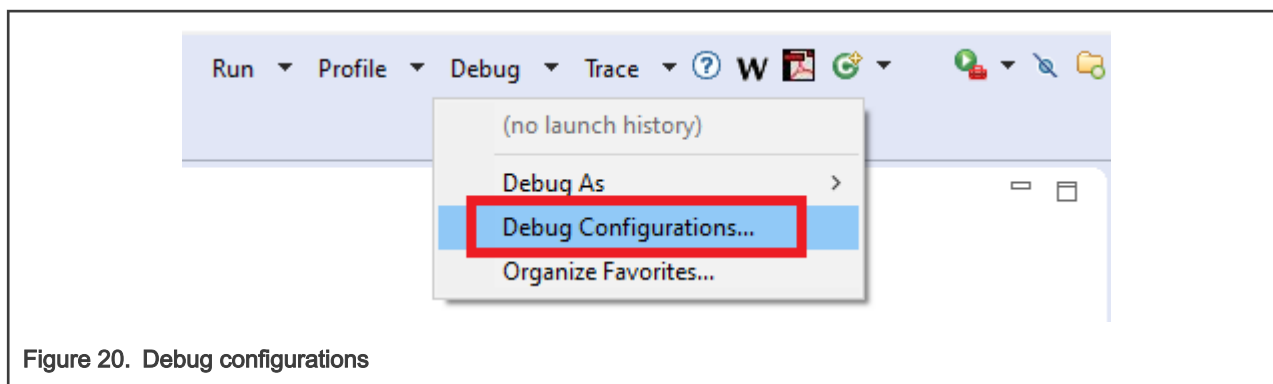 Run Profile Debug Trace ? W
(no launch history)
Debug As
Debug Configurations...
Organize Favorites...
Figure 20. Debug configurations